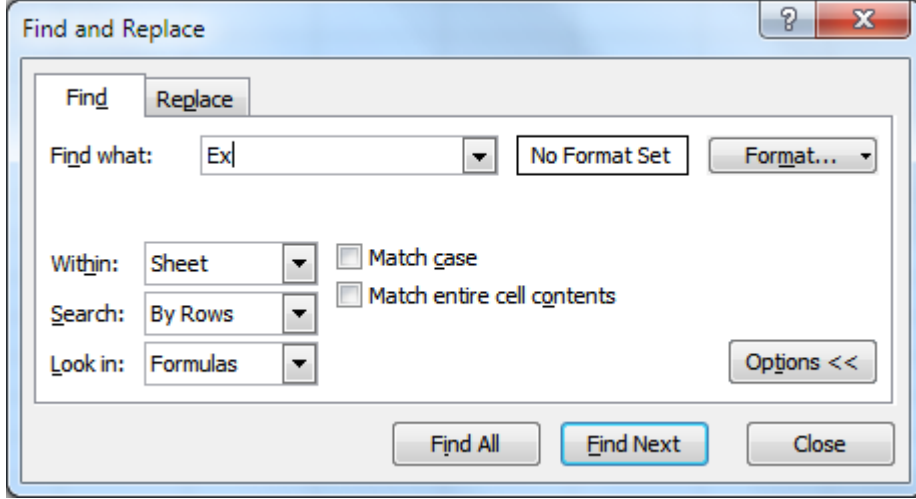 Find and Replace
Find Replace
Find what: Ex No Format Set Format...
Within: Sheet Match case
Match entire cell contents
Search: By Rows
Look in: Formulas Options <<
Find All Find Next Close